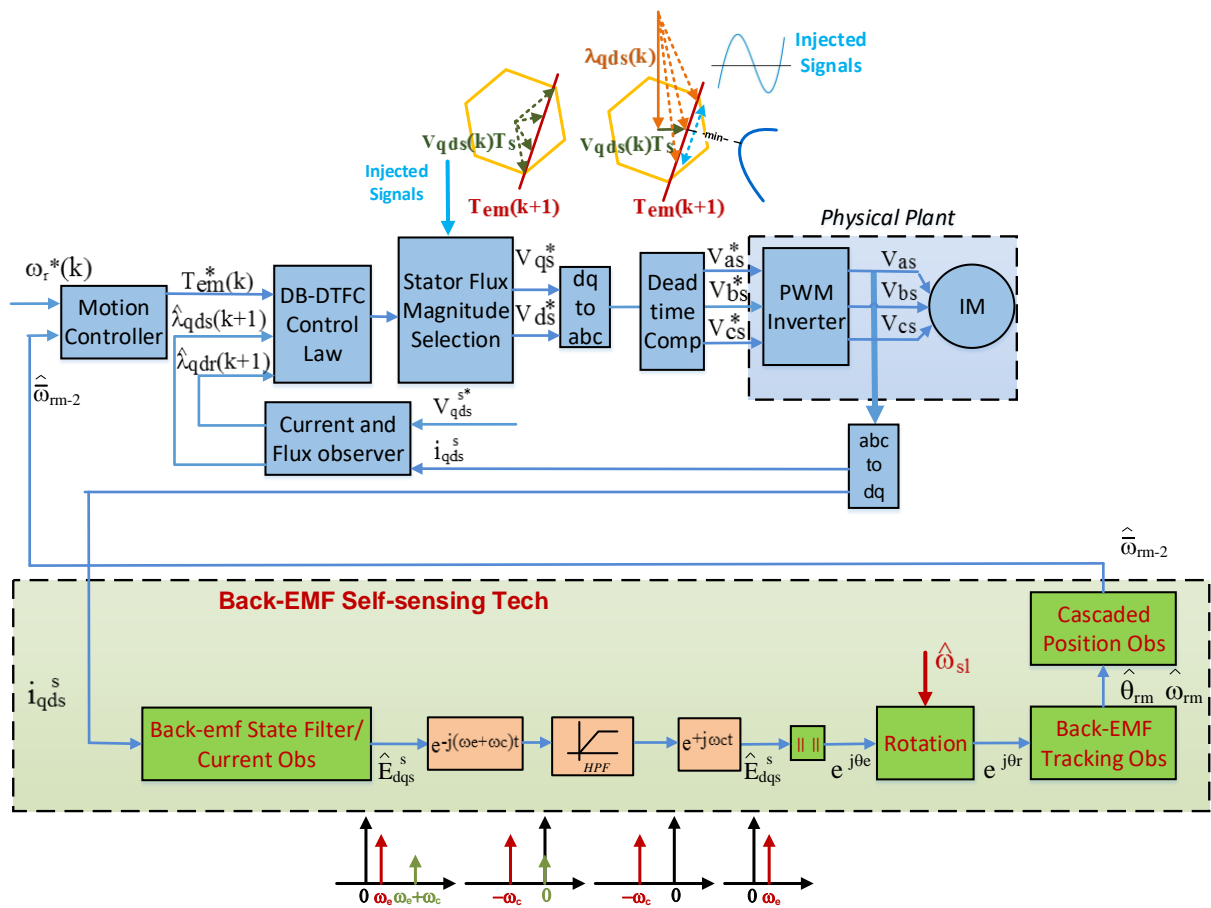 λqds(k)
Injected
Signals
Vqds(k)Ts
Vqds(k)Ts
-min-
Injected
Signals
Tem(k+1)
Tem(k+1)
Physical Plant
ωr*(k)
Motion
Controller
T*em(k)
λ̂qds(k+1)
λ̂qdr(k+1)
ω̄̂rm-2
DB-DTFC
Control
Law
Stator Flux
Magnitude
Selection
Vqs*
Vds*
dq
to
abc
Dead
time
Comp
Vas*
Vbs*
Vcs*
PWM
Inverter
Vas
Vbs
Vcs
IM
Current and
Flux observer
Vqds s*
iqds s
abc
to
dq
ω̄̂rm-2
Back-EMF Self-sensing Tech
Cascaded
Position Obs
ω̂sl
θ̂rm ω̂rm
iqds s
Back-emf State Filter/
Current Obs
Êdqs s
e-j(ωe+ωc)t
HPF
e+jωct
Êdqs s
|| ||
e jθe
Rotation
e jθr
Back-EMF
Tracking Obs
0 ωe ωe+ωc
−ωc 0
−ωc 0
0 ωe